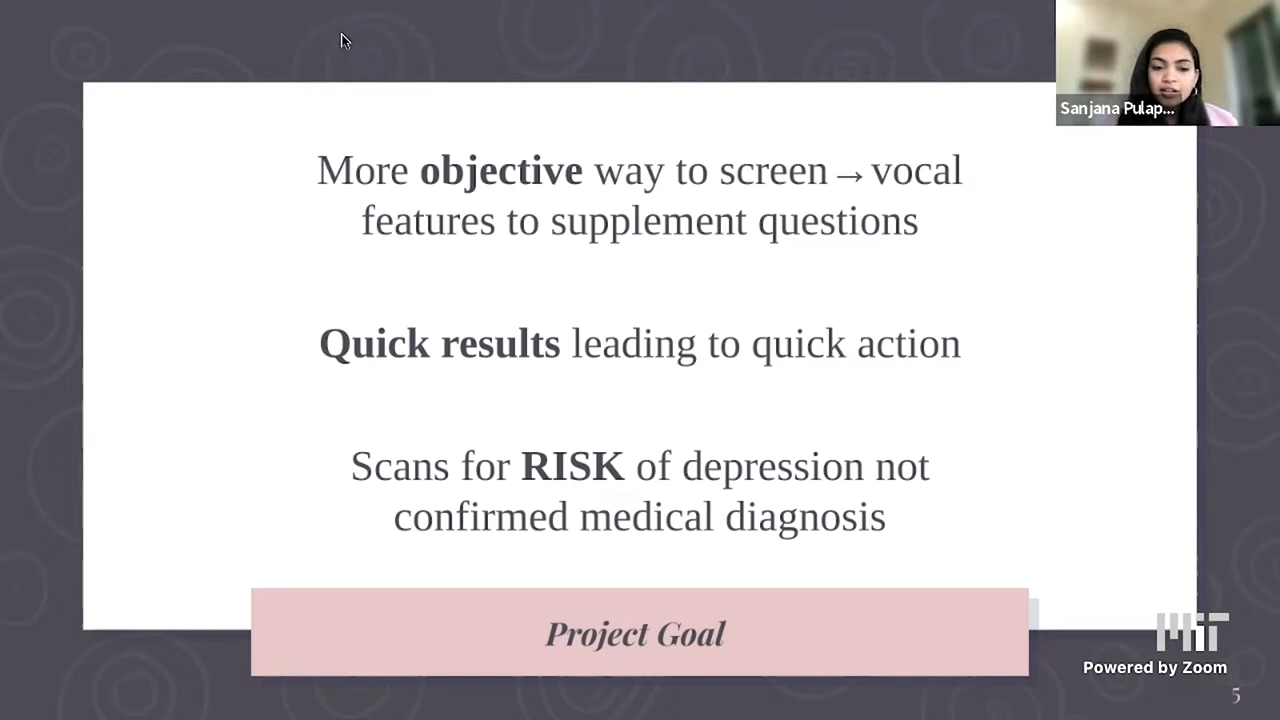 Sanjana Pulap...
More objective way to screen→vocal
features to supplement questions
Quick results leading to quick action
Scans for RISK of depression not
confirmed medical diagnosis
Project Goal
MIT
Powered by Zoom
5